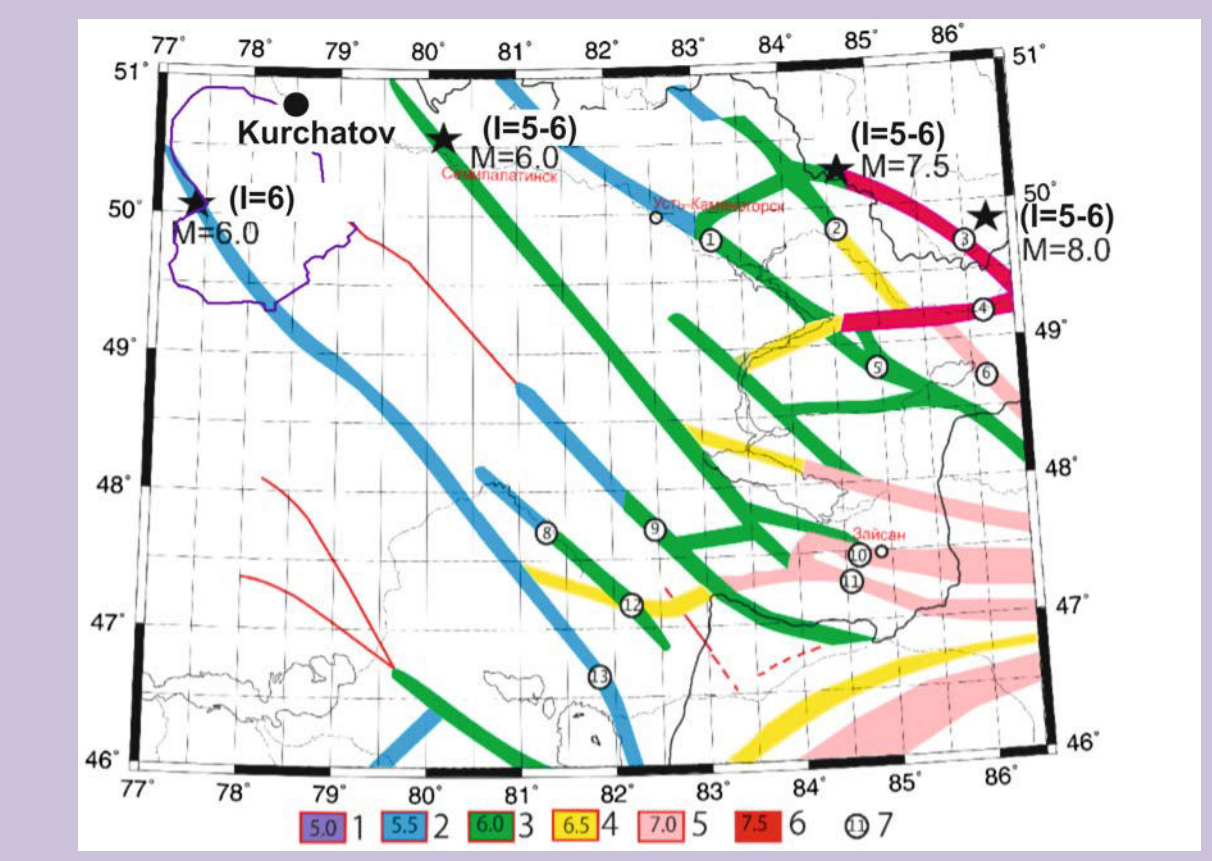 77° 78° 79° 80° 81° 82° 83° 84° 85° 86°
51° 51°
Kurchatov
(I=5-6)
M=6.0
Семипалатинск
(I=5-6)
M=7.5
(I=6)
M=6.0
Усть-Каменогорск
50° 50°
(I=5-6)
M=8.0
1 2 3
4
49° 49°
5 6
48° 48°
8 9
Зайсан
10
11
12
47° 47°
13
46° 46°
77° 78° 79° 80° 81° 82° 83° 84° 85° 86°
5.0 1 5.5 2 6.0 3 6.5 4 7.0 5 7.5 6 11 7